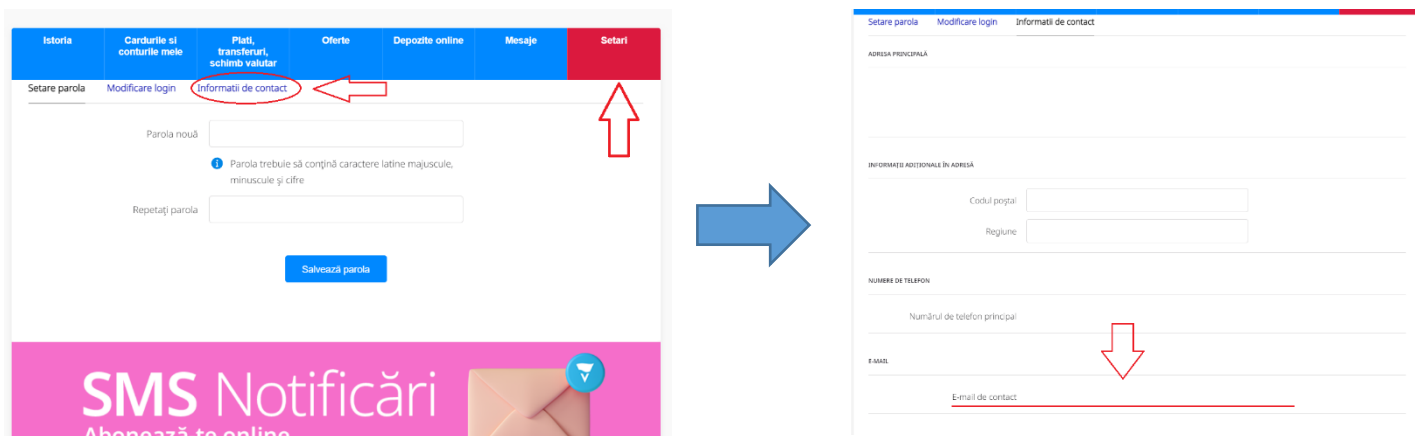 Istoria
Cardurile si
conturile mele
Plati,
transferuri,
schimb valutar
Oferte
Depozite online
Mesaje
Setari
Setare parola
Modificare login
Informatii de contact
Parola nouă
Parola trebuie să conțină caractere latine majuscule,
minuscule și cifre
Repetați parola
Salvează parola
SMS Notificări
Abonează-te online
Setare parola
Modificare login
Informatii de contact
ADRESA PRINCIPALĂ
INFORMAȚII ADIȚIONALE ÎN ADRESĂ
Codul poștal
Regiune
NUMERE DE TELEFON
Numărul de telefon principal
E-MAIL
E-mail de contact